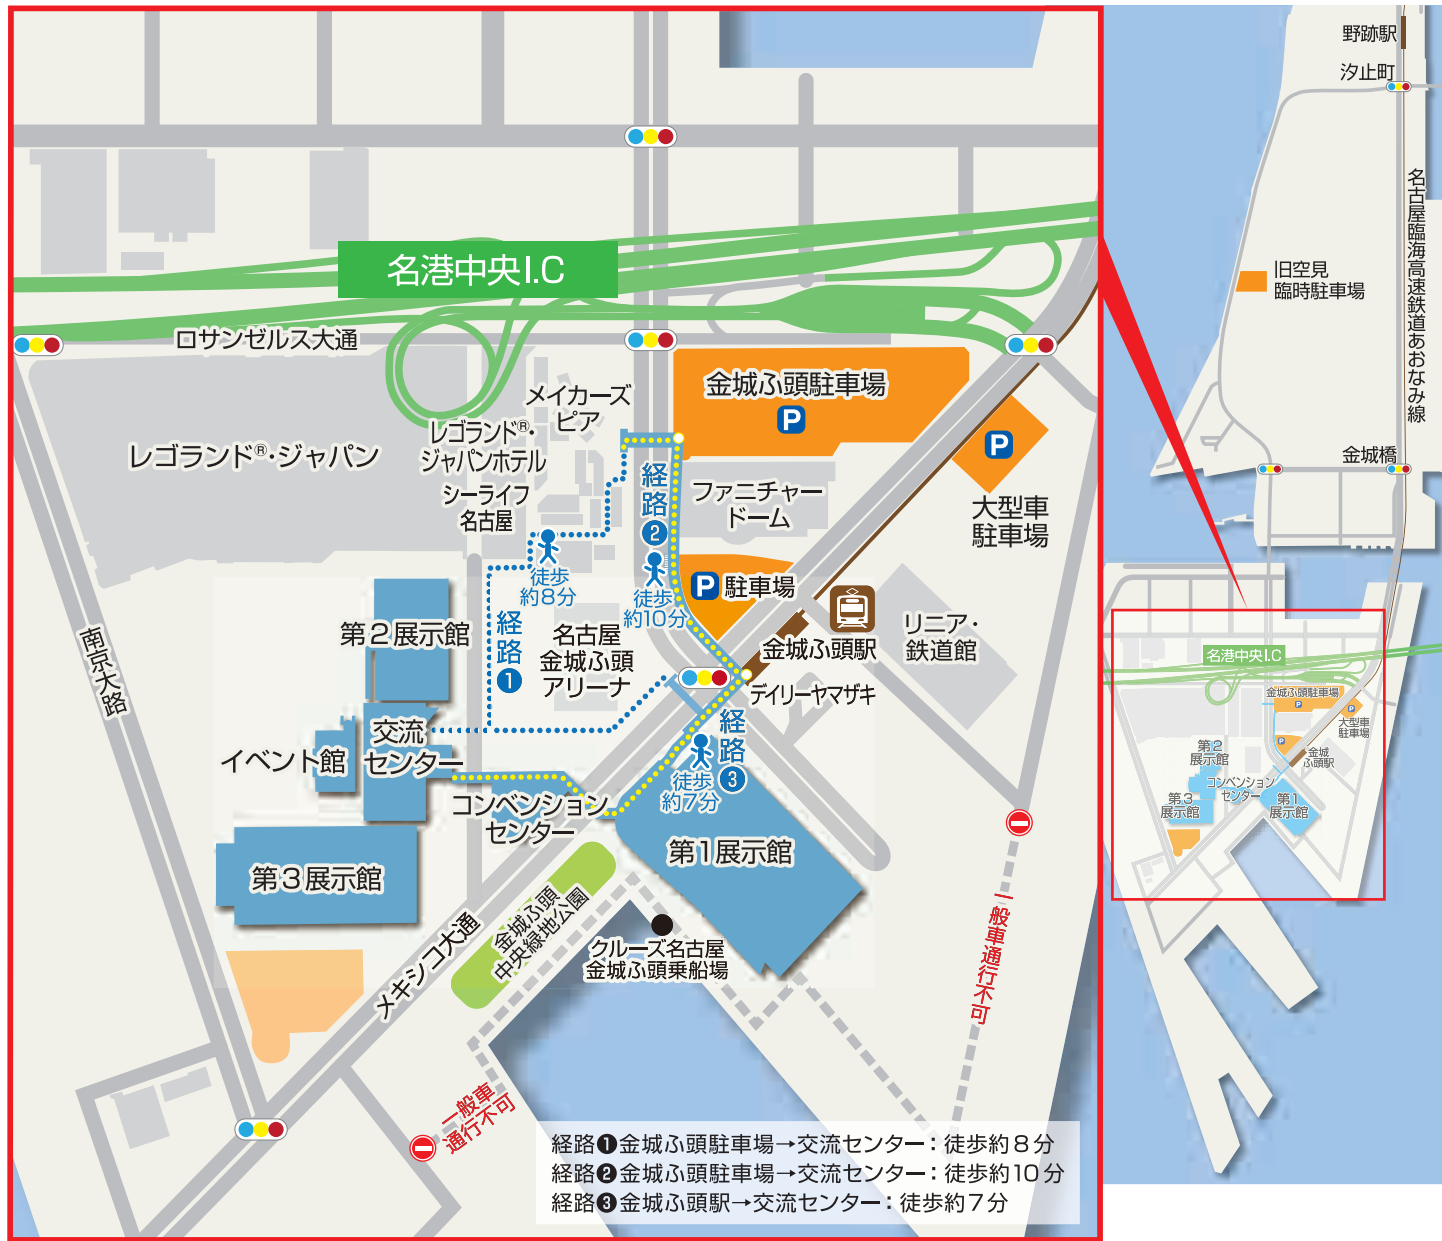 野跡駅
汐止町
名古屋臨海高速鉄道あおなみ線
旧空見
臨時駐車場
金城橋
名港中央I.C
ロサンゼルス大通
金城ふ頭駐車場
P
メイカーズ
ピア
レゴランド®・ジャパン
レゴランド®・
ジャパンホテル
シーライフ
名古屋
経路❷
徒歩
約10分
ファニチャー
ドーム
P
大型車
駐車場
徒歩
約8分
経路❶
P 駐車場
金城ふ頭駅
リニア・
鉄道館
第2展示館
名古屋
金城ふ頭
アリーナ
デイリーヤマザキ
南京大路
交流
センター
イベント館
経路❸
徒歩
約7分
コンベンション
センター
第1展示館
第3展示館
メキシコ大通
金城ふ頭
中央緑地公園
クルーズ名古屋
金城ふ頭乗船場
一般車通行不可
一般車
通行不可
経路❶金城ふ頭駐車場→交流センター：徒歩約8分
経路❷金城ふ頭駐車場→交流センター：徒歩約10分
経路❸金城ふ頭駅→交流センター：徒歩約7分
名港中央I.C
金城ふ頭駐車場
P
P
大型車
駐車場
P
金城
ふ頭駅
第2
展示館
コンベンション
センター
第3
展示館
第1
展示館